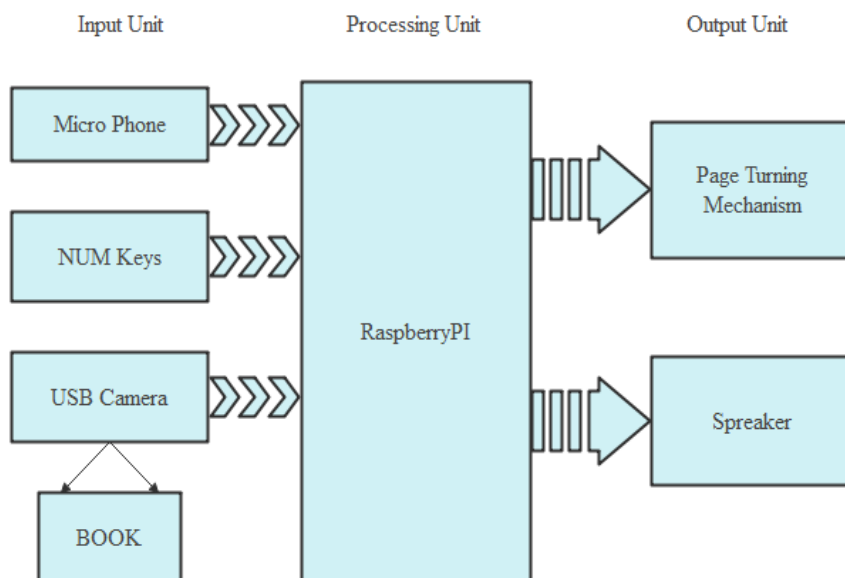 Input Unit
Processing Unit
Output Unit
Micro Phone
NUM Keys
USB Camera
BOOK
RaspberryPI
Page Turning
Mechanism
Spreaker